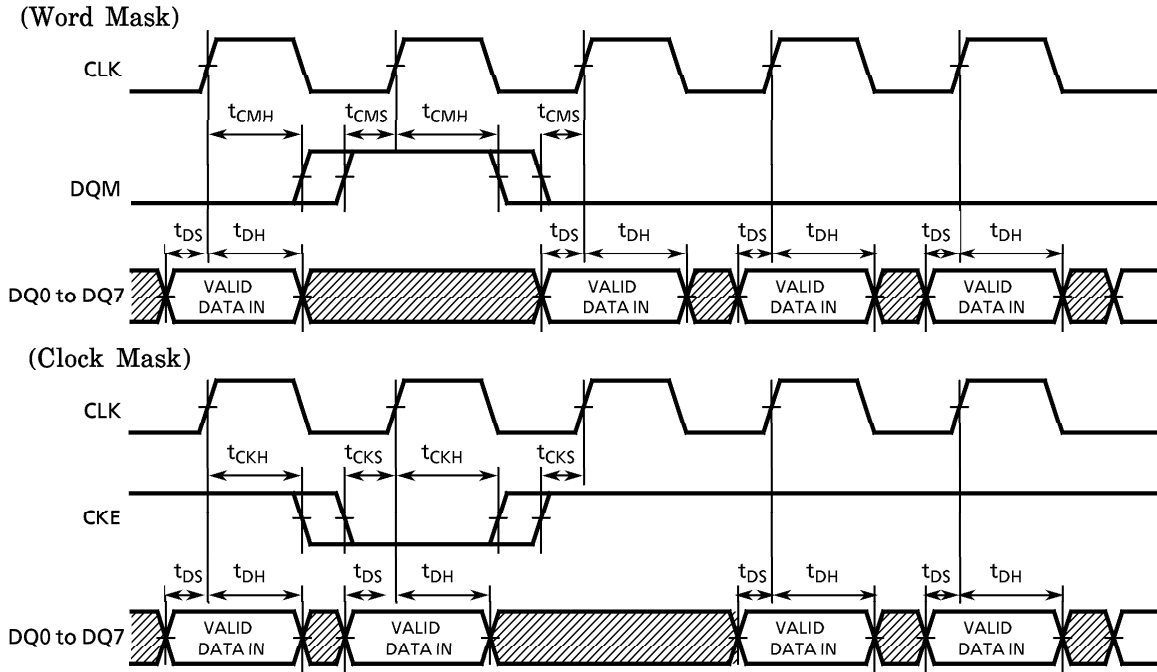 (Word Mask)
CLK
tCMH tCMS tCMH tCMS
DQM
tDS tDH tDS tDH tDS tDH tDS tDH
DQ0 to DQ7
VALID DATA IN
VALID DATA IN
VALID DATA IN
VALID DATA IN
(Clock Mask)
CLK
tCKH tCKS tCKH tCKS
CKE
tDS tDH tDS tDH tDS tDH tDS tDH
DQ0 to DQ7
VALID DATA IN
VALID DATA IN
VALID DATA IN
VALID DATA IN